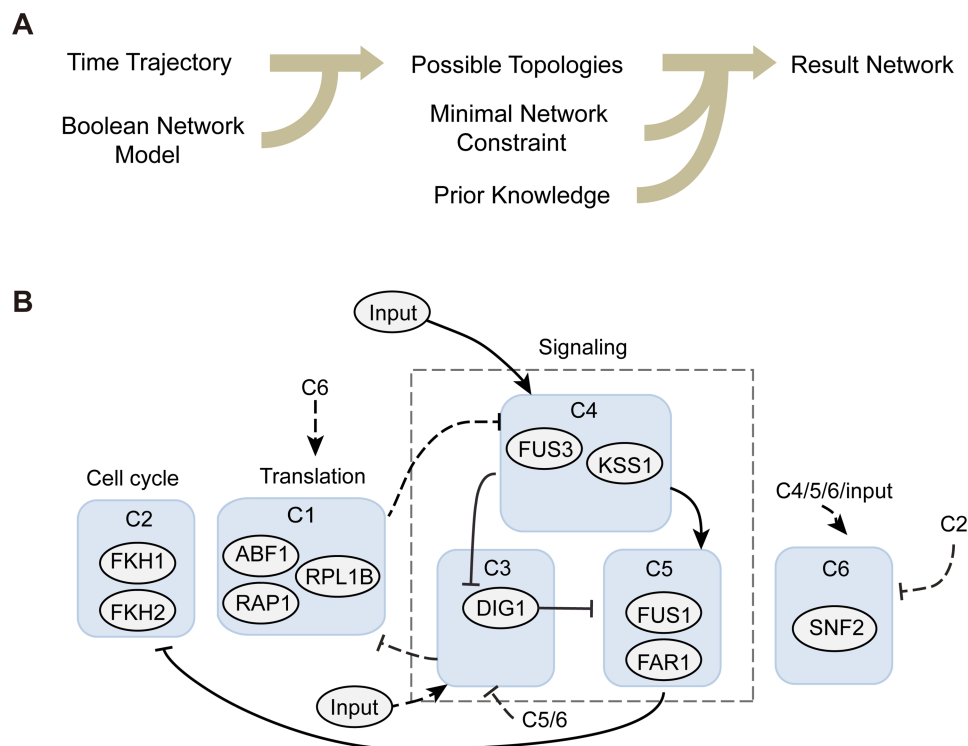 A
Time Trajectory
Possible Topologies
Result Network
Boolean Network
Model
Minimal Network
Constraint
Prior Knowledge
B
Input
Signaling
C6
C4
FUS3
KSS1
Cell cycle
Translation
C4/5/6/input
C2
C2
FKH1
FKH2
C1
ABF1
RPL1B
RAP1
C3
DIG1
C5
FUS1
FAR1
C6
SNF2
Input
C5/6